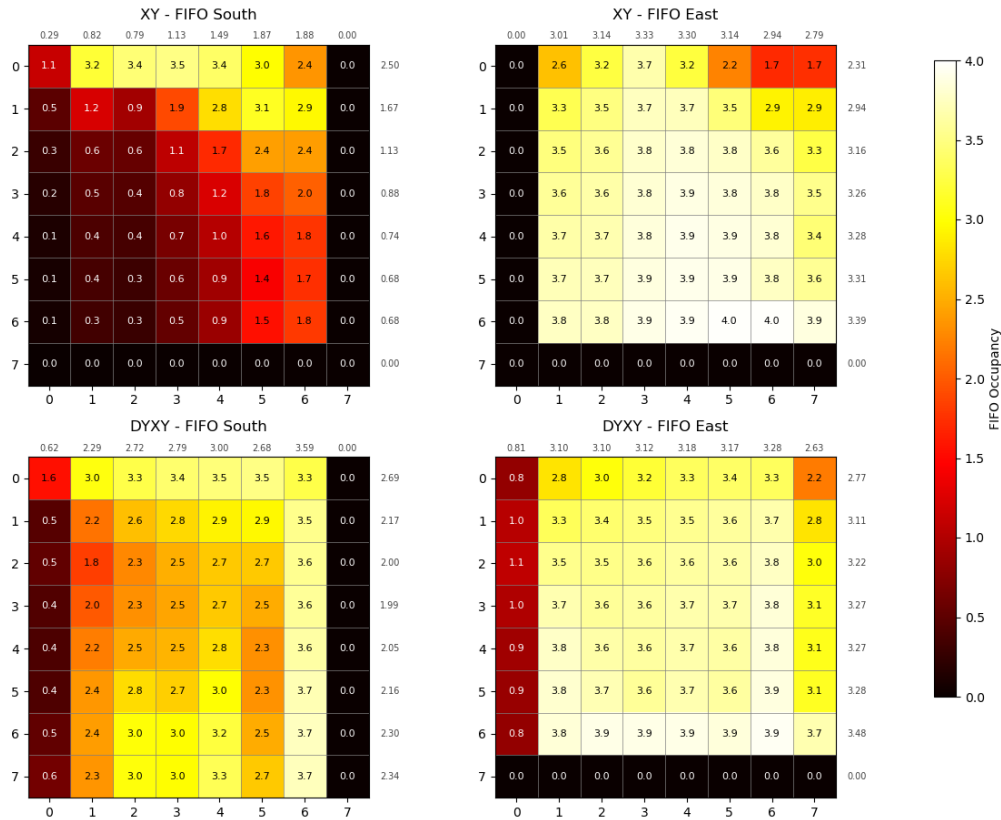 XY - FIFO South
0.29 0.82 0.79 1.13 1.49 1.87 1.88 0.00
0 1.1 3.2 3.4 3.5 3.4 3.0 2.4 0.0 2.50
1 0.5 1.2 0.9 1.9 2.8 3.1 2.9 0.0 1.67
2 0.3 0.6 0.6 1.1 1.7 2.4 2.4 0.0 1.13
3 0.2 0.5 0.4 0.8 1.2 1.8 2.0 0.0 0.88
4 0.1 0.4 0.4 0.7 1.0 1.6 1.8 0.0 0.74
5 0.1 0.4 0.3 0.6 0.9 1.4 1.7 0.0 0.68
6 0.1 0.3 0.3 0.5 0.9 1.5 1.8 0.0 0.68
7 0.0 0.0 0.0 0.0 0.0 0.0 0.0 0.0 0.00
0 1 2 3 4 5 6 7
XY - FIFO East
0.00 3.01 3.14 3.33 3.30 3.14 2.94 2.79
0 0.0 2.6 3.2 3.7 3.2 2.2 1.7 1.7 2.31
1 0.0 3.3 3.5 3.7 3.7 3.5 2.9 2.9 2.94
2 0.0 3.5 3.6 3.8 3.8 3.8 3.6 3.3 3.16
3 0.0 3.6 3.6 3.8 3.9 3.8 3.8 3.5 3.26
4 0.0 3.7 3.7 3.8 3.9 3.9 3.8 3.4 3.28
5 0.0 3.7 3.7 3.9 3.9 3.9 3.8 3.6 3.31
6 0.0 3.8 3.8 3.9 3.9 4.0 4.0 3.9 3.39
7 0.0 0.0 0.0 0.0 0.0 0.0 0.0 0.0 0.00
0 1 2 3 4 5 6 7
DYXY - FIFO South
0.62 2.29 2.72 2.79 3.00 2.68 3.59 0.00
0 1.6 3.0 3.3 3.4 3.5 3.5 3.3 0.0 2.69
1 0.5 2.2 2.6 2.8 2.9 2.9 3.5 0.0 2.17
2 0.5 1.8 2.3 2.5 2.7 2.7 3.6 0.0 2.00
3 0.4 2.0 2.3 2.5 2.7 2.5 3.6 0.0 1.99
4 0.4 2.2 2.5 2.5 2.8 2.3 3.6 0.0 2.05
5 0.4 2.4 2.8 2.7 3.0 2.3 3.7 0.0 2.16
6 0.5 2.4 3.0 3.0 3.2 2.5 3.7 0.0 2.30
7 0.6 2.3 3.0 3.0 3.3 2.7 3.7 0.0 2.34
0 1 2 3 4 5 6 7
DYXY - FIFO East
0.81 3.10 3.10 3.12 3.18 3.17 3.28 2.63
0 0.8 2.8 3.0 3.2 3.3 3.4 3.3 2.2 2.77
1 1.0 3.3 3.4 3.5 3.5 3.6 3.7 2.8 3.11
2 1.1 3.5 3.5 3.6 3.6 3.6 3.8 3.0 3.22
3 1.0 3.7 3.6 3.6 3.7 3.7 3.8 3.1 3.27
4 0.9 3.8 3.6 3.6 3.7 3.6 3.8 3.1 3.27
5 0.9 3.8 3.7 3.6 3.7 3.6 3.9 3.1 3.28
6 0.8 3.8 3.9 3.9 3.9 3.9 3.9 3.7 3.48
7 0.0 0.0 0.0 0.0 0.0 0.0 0.0 0.0 0.00
0 1 2 3 4 5 6 7
4.0
3.5
3.0
2.5
2.0
1.5
1.0
0.5
0.0
FIFO Occupancy